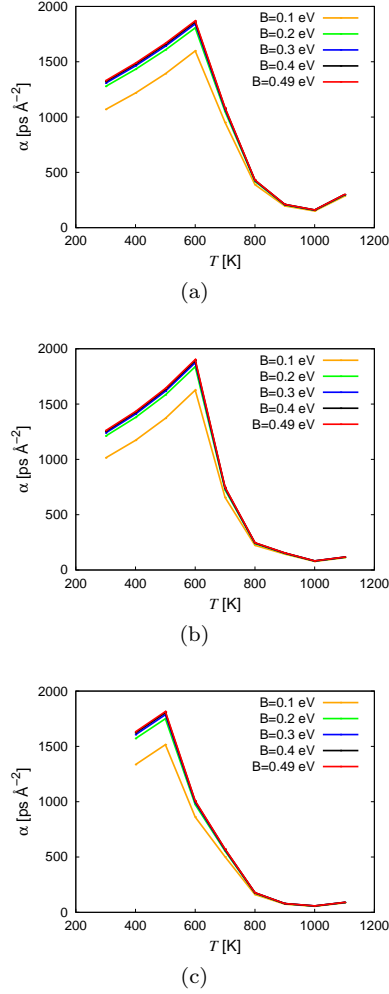 2000
B=0.1 eV
B=0.2 eV
1500
B=0.3 eV
B=0.4 eV
B=0.49 eV
α [ps Å⁻²]
1000
500
0
200 400 600 800 1000 1200
T [K]
(a)
2000
B=0.1 eV
B=0.2 eV
1500
B=0.3 eV
B=0.4 eV
B=0.49 eV
α [ps Å⁻²]
1000
500
0
200 400 600 800 1000 1200
T [K]
(b)
2000
B=0.1 eV
B=0.2 eV
1500
B=0.3 eV
B=0.4 eV
B=0.49 eV
α [ps Å⁻²]
1000
500
0
200 400 600 800 1000 1200
T [K]
(c)